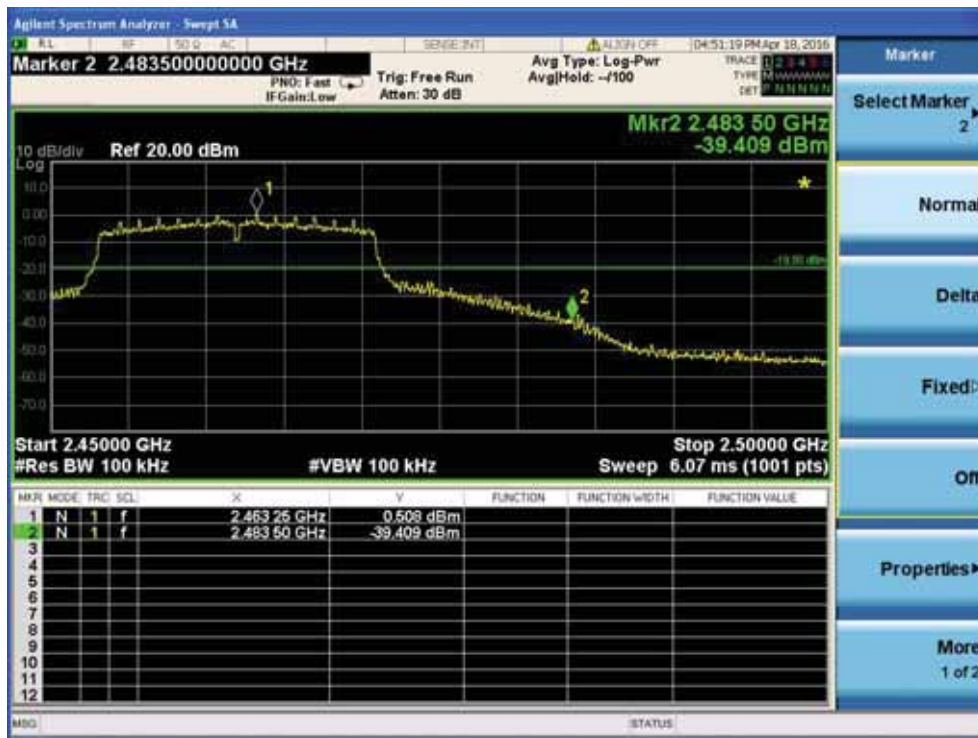 Agilent Spectrum Analyzer - Swept SA
RL RF 50 Ω AC SENSE:INT ALIGN OFF 04:51:19 PM Apr 18, 2016
Marker 2 2.483500000000 GHz
PNO: Fast
IFGain:Low
Trig: Free Run
Atten: 30 dB
Avg Type: Log-Pwr
Avg|Hold: --/100
TRACE 1 2 3 4 5 6
TYPE M
DET P N N N N N
Mkr2 2.483 50 GHz
-39.409 dBm
10 dB/div Ref 20.00 dBm
Log
10.0
0.00
-10.0
-20.0
-30.0
-40.0
-50.0
-60.0
-70.0
1
2
Start 2.45000 GHz Stop 2.50000 GHz
#Res BW 100 kHz #VBW 100 kHz Sweep 6.07 ms (1001 pts)
MKR MODE TRC SCL X Y FUNCTION FUNCTION WIDTH FUNCTION VALUE
1 N 1 f 2.463 25 GHz 0.508 dBm
2 N 1 f 2.483 50 GHz -39.409 dBm
3
4
5
6
7
8
9
10
11
12
MSG STATUS
Marker
Select Marker
2
Normal
Delta
Fixed
Off
Properties
More
1 of 2